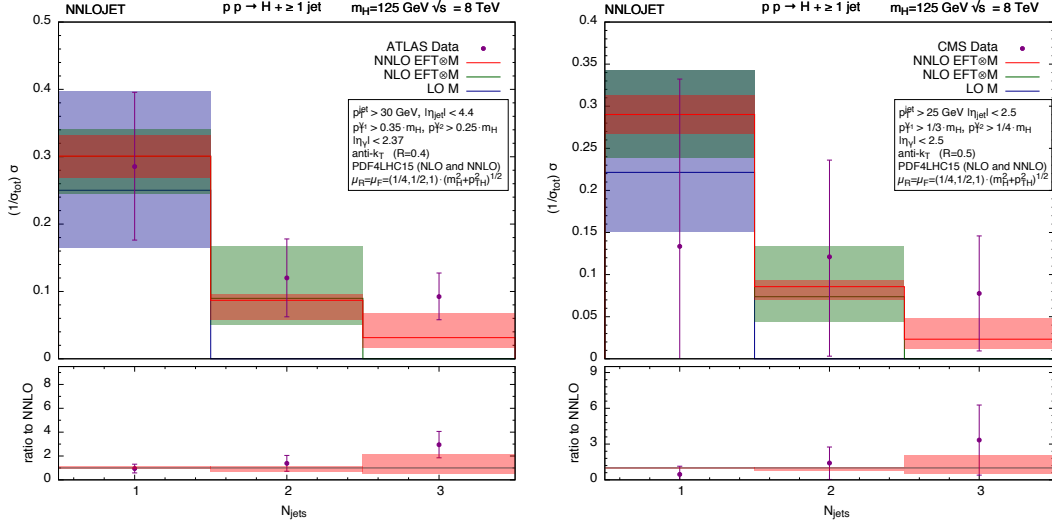 NNLOJET p p → H + ≥ 1 jet m_H=125 GeV √s = 8 TeV
0.5
0.4
0.3
0.2
0.1
0
(1/σ_tot) σ
ATLAS Data
NNLO EFT⊗M
NLO EFT⊗M
LO M
p_T^jet > 30 GeV, |η_jet| < 4.4
p_T^γ1 > 0.35·m_H, p_T^γ2 > 0.25·m_H
|η_γ| < 2.37
anti-k_T (R=0.4)
PDF4LHC15 (NLO and NNLO)
μ_R=μ_F=(1/4,1/2,1)·(m_H^2+p_TH^2)^1/2
8
6
4
2
0
ratio to NNLO
1 2 3
N_jets
NNLOJET p p → H + ≥ 1 jet m_H=125 GeV √s = 8 TeV
0.4
0.35
0.3
0.25
0.2
0.15
0.1
0.05
0
(1/σ_tot) σ
CMS Data
NNLO EFT⊗M
NLO EFT⊗M
LO M
p_T^jet > 25 GeV |η_jet| < 2.5
p_T^γ1 > 1/3·m_H, p_T^γ2 > 1/4·m_H
|η_γ| < 2.5
anti-k_T (R=0.5)
PDF4LHC15 (NLO and NNLO)
μ_R=μ_F=(1/4,1/2,1)·(m_H^2+p_TH^2)^1/2
9
6
3
0
ratio to NNLO
1 2 3
N_jets